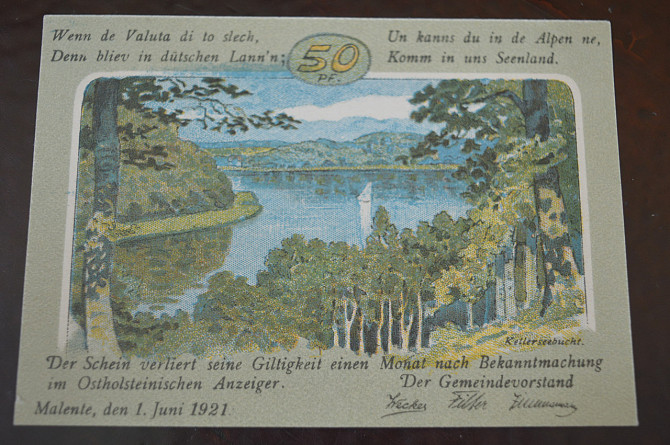 Wenn de Valuta di to slech,
Denn bliev in dütschen Lann'n;
50
PF.
Un kanns du in de Alpen ne,
Komm in uns Seenland.
Kellerseebucht.
Der Schein verliert seine Giltigkeit einen Monat nach Bekanntmachung
im Ostholsteinischen Anzeiger.
Der Gemeindevorstand
Malente, den 1. Juni 1921.